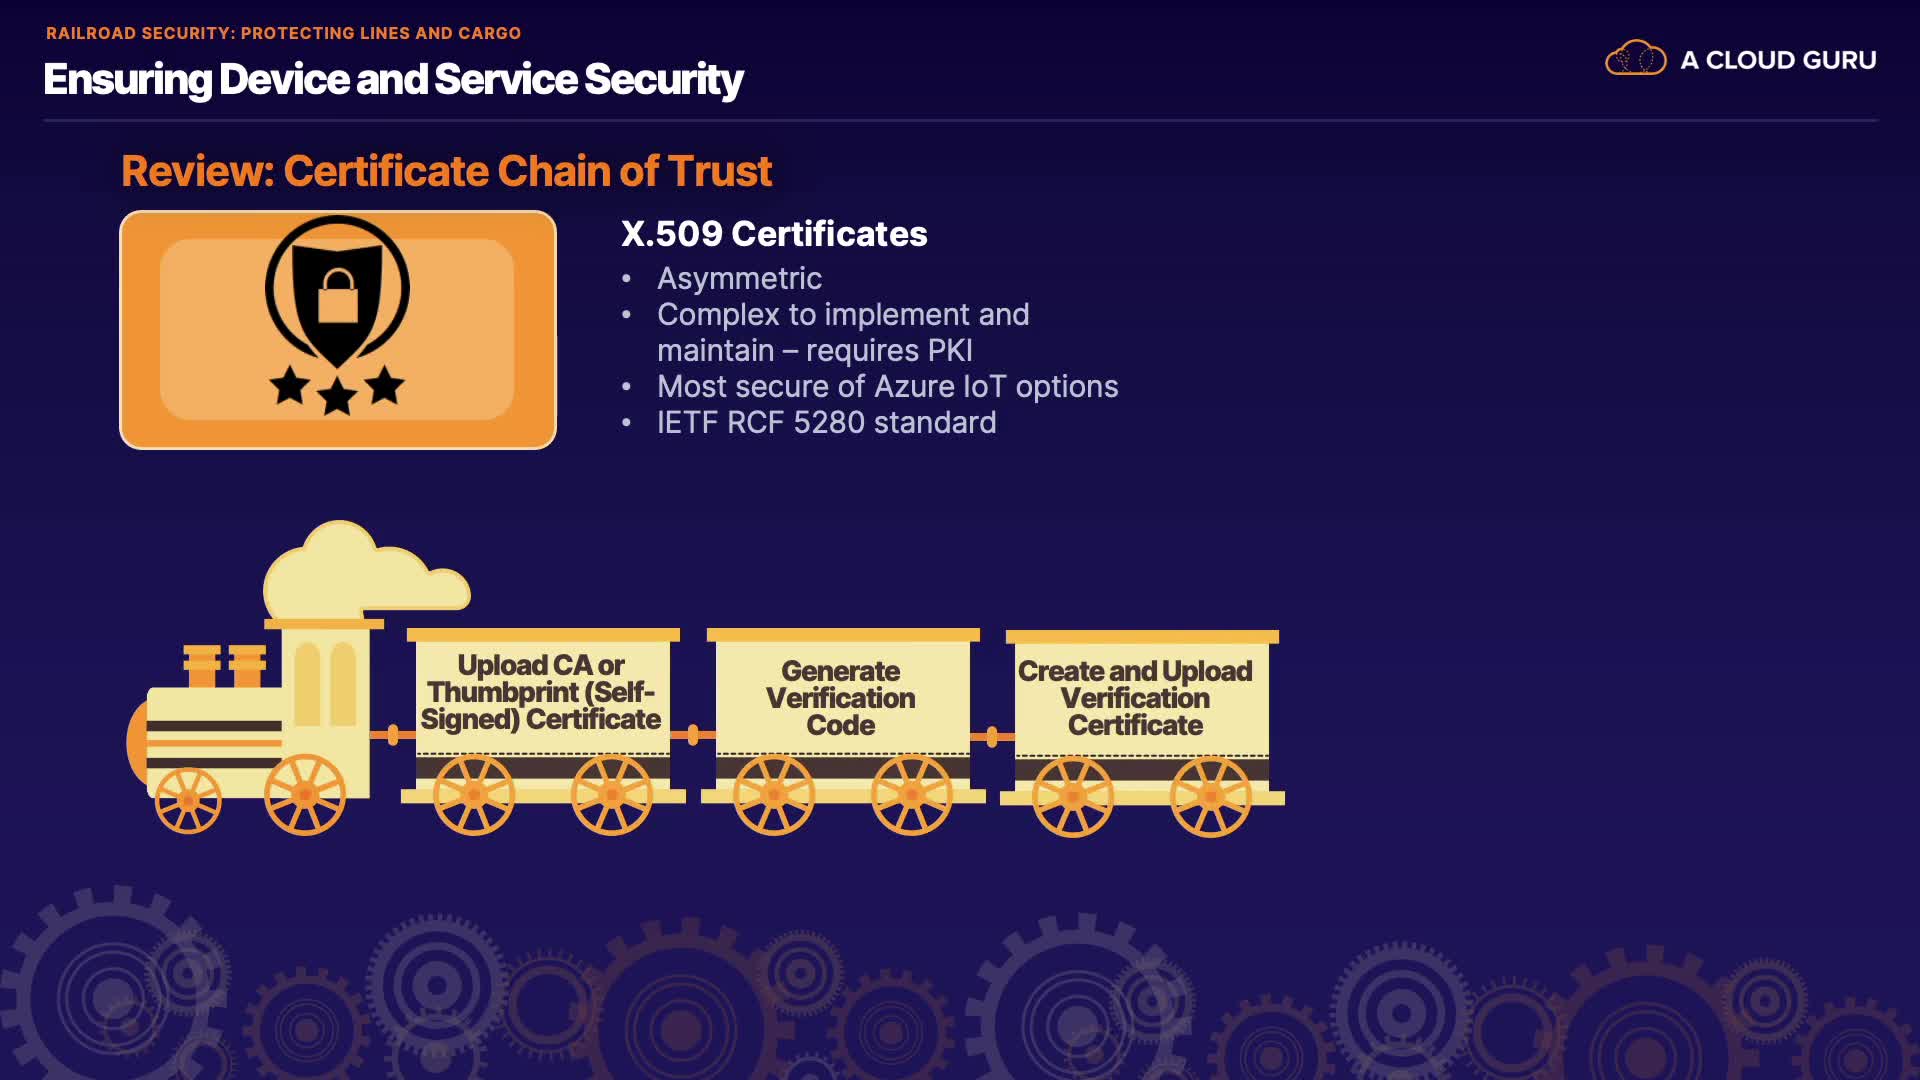 RAILROAD SECURITY: PROTECTING LINES AND CARGO
Ensuring Device and Service Security
A CLOUD GURU
Review: Certificate Chain of Trust
X.509 Certificates
• Asymmetric
• Complex to implement and
maintain – requires PKI
• Most secure of Azure IoT options
• IETF RCF 5280 standard
Upload CA or
Thumbprint (Self-
Signed) Certificate
Generate
Verification
Code
Create and Upload
Verification
Certificate